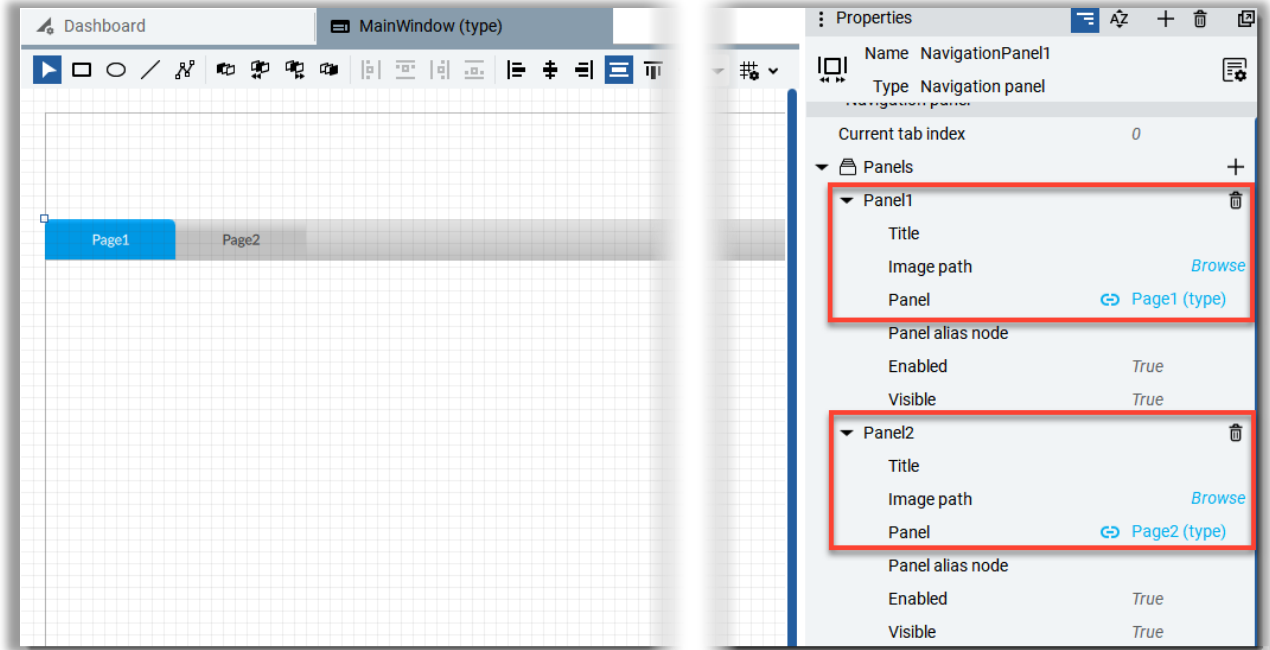 Dashboard
MainWindow (type)
Page1
Page2
Properties
Name NavigationPanel1
Type Navigation panel
Navigation panel
Current tab index 0
Panels
Panel1
Title
Image path Browse
Panel Page1 (type)
Panel alias node
Enabled True
Visible True
Panel2
Title
Image path Browse
Panel Page2 (type)
Panel alias node
Enabled True
Visible True